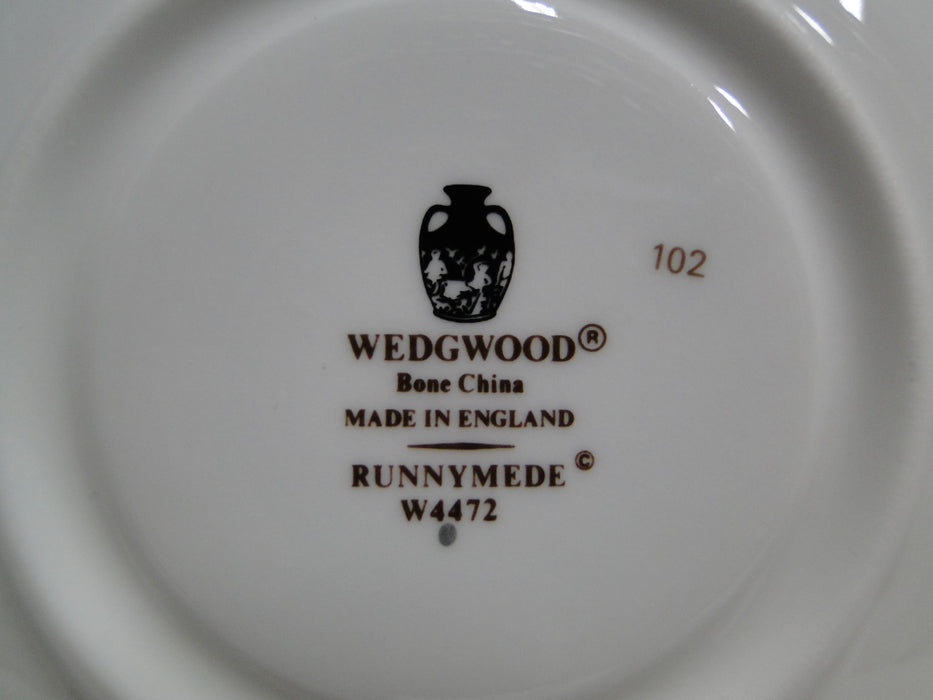 102
WEDGWOOD®
Bone China
MADE IN ENGLAND
RUNNYMEDE ©
W4472